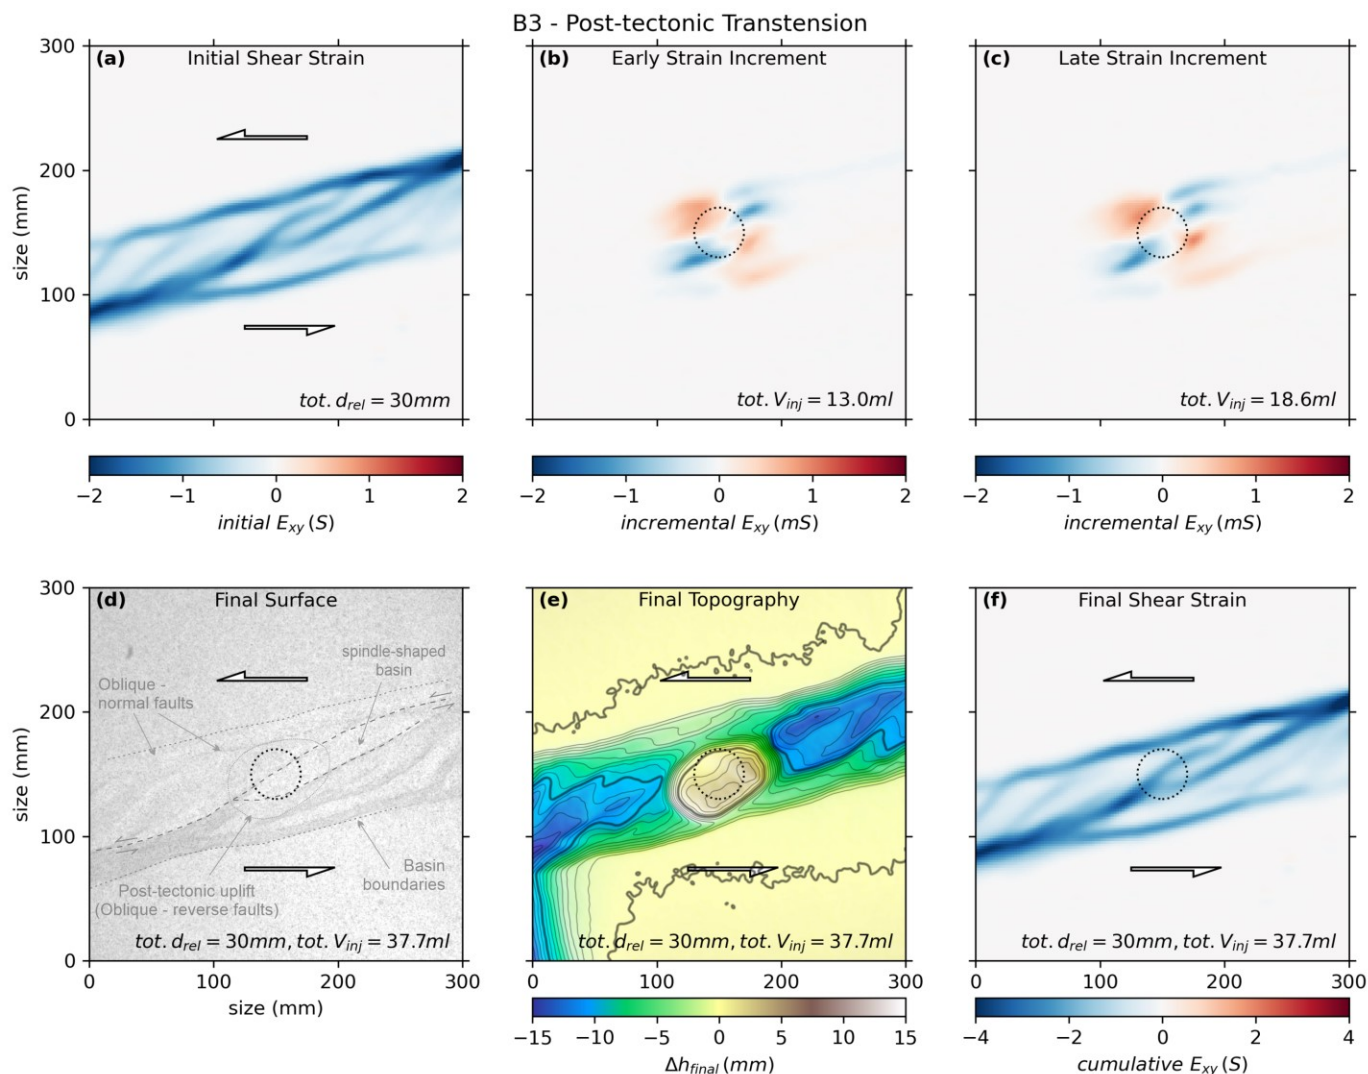 B3 - Post-tectonic Transtension
(a) Initial Shear Strain
300
200
100
0
size (mm)
0 100 200 300
tot. d_rel = 30mm
−2 −1 0 1 2
initial E_xy (S)
(b) Early Strain Increment
tot. V_inj = 13.0ml
−2 −1 0 1 2
incremental E_xy (mS)
(c) Late Strain Increment
tot. V_inj = 18.6ml
−2 −1 0 1 2
incremental E_xy (mS)
(d) Final Surface
300
200
100
0
size (mm)
spindle-shaped
basin
Oblique -
normal faults
Post-tectonic uplift
(Oblique - reverse faults)
Basin
boundaries
tot. d_rel = 30mm, tot. V_inj = 37.7ml
0 100 200 300
size (mm)
(e) Final Topography
tot. d_rel = 30mm, tot. V_inj = 37.7ml
0 100 200 300
−15 −10 −5 0 5 10 15
Δh_final (mm)
(f) Final Shear Strain
tot. d_rel = 30mm, tot. V_inj = 37.7ml
0 100 200 300
−4 −2 0 2 4
cumulative E_xy (S)